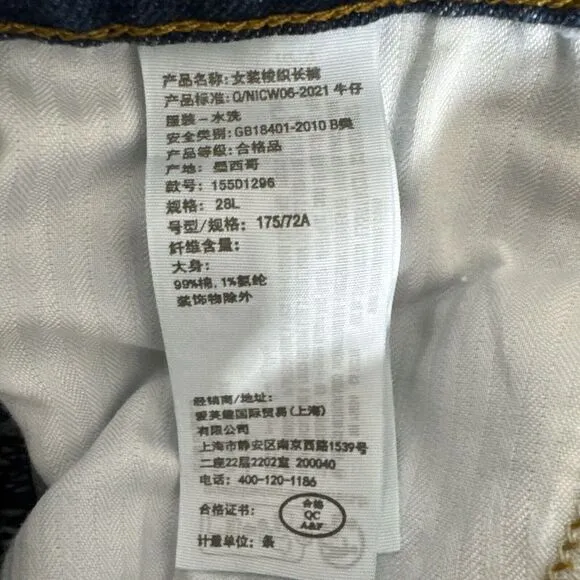 产品名称: 女装梭织长裤
产品标准: Q/NICW06-2021 牛仔
服装-水洗
安全类别: GB18401-2010 B类
产品等级: 合格品
产地: 墨西哥
款号: 155D1296
规格: 28L
号型/规格: 175/72A
纤维含量:
大身:
99%棉, 1%氨纶
装饰物除外
经销商/地址:
爱芙趣国际贸易(上海)
有限公司
上海市静安区南京西路1539号
二座22层2202室 200040
电话: 400-120-1186
合格证书:
合格
QC
A&F
计量单位: 条